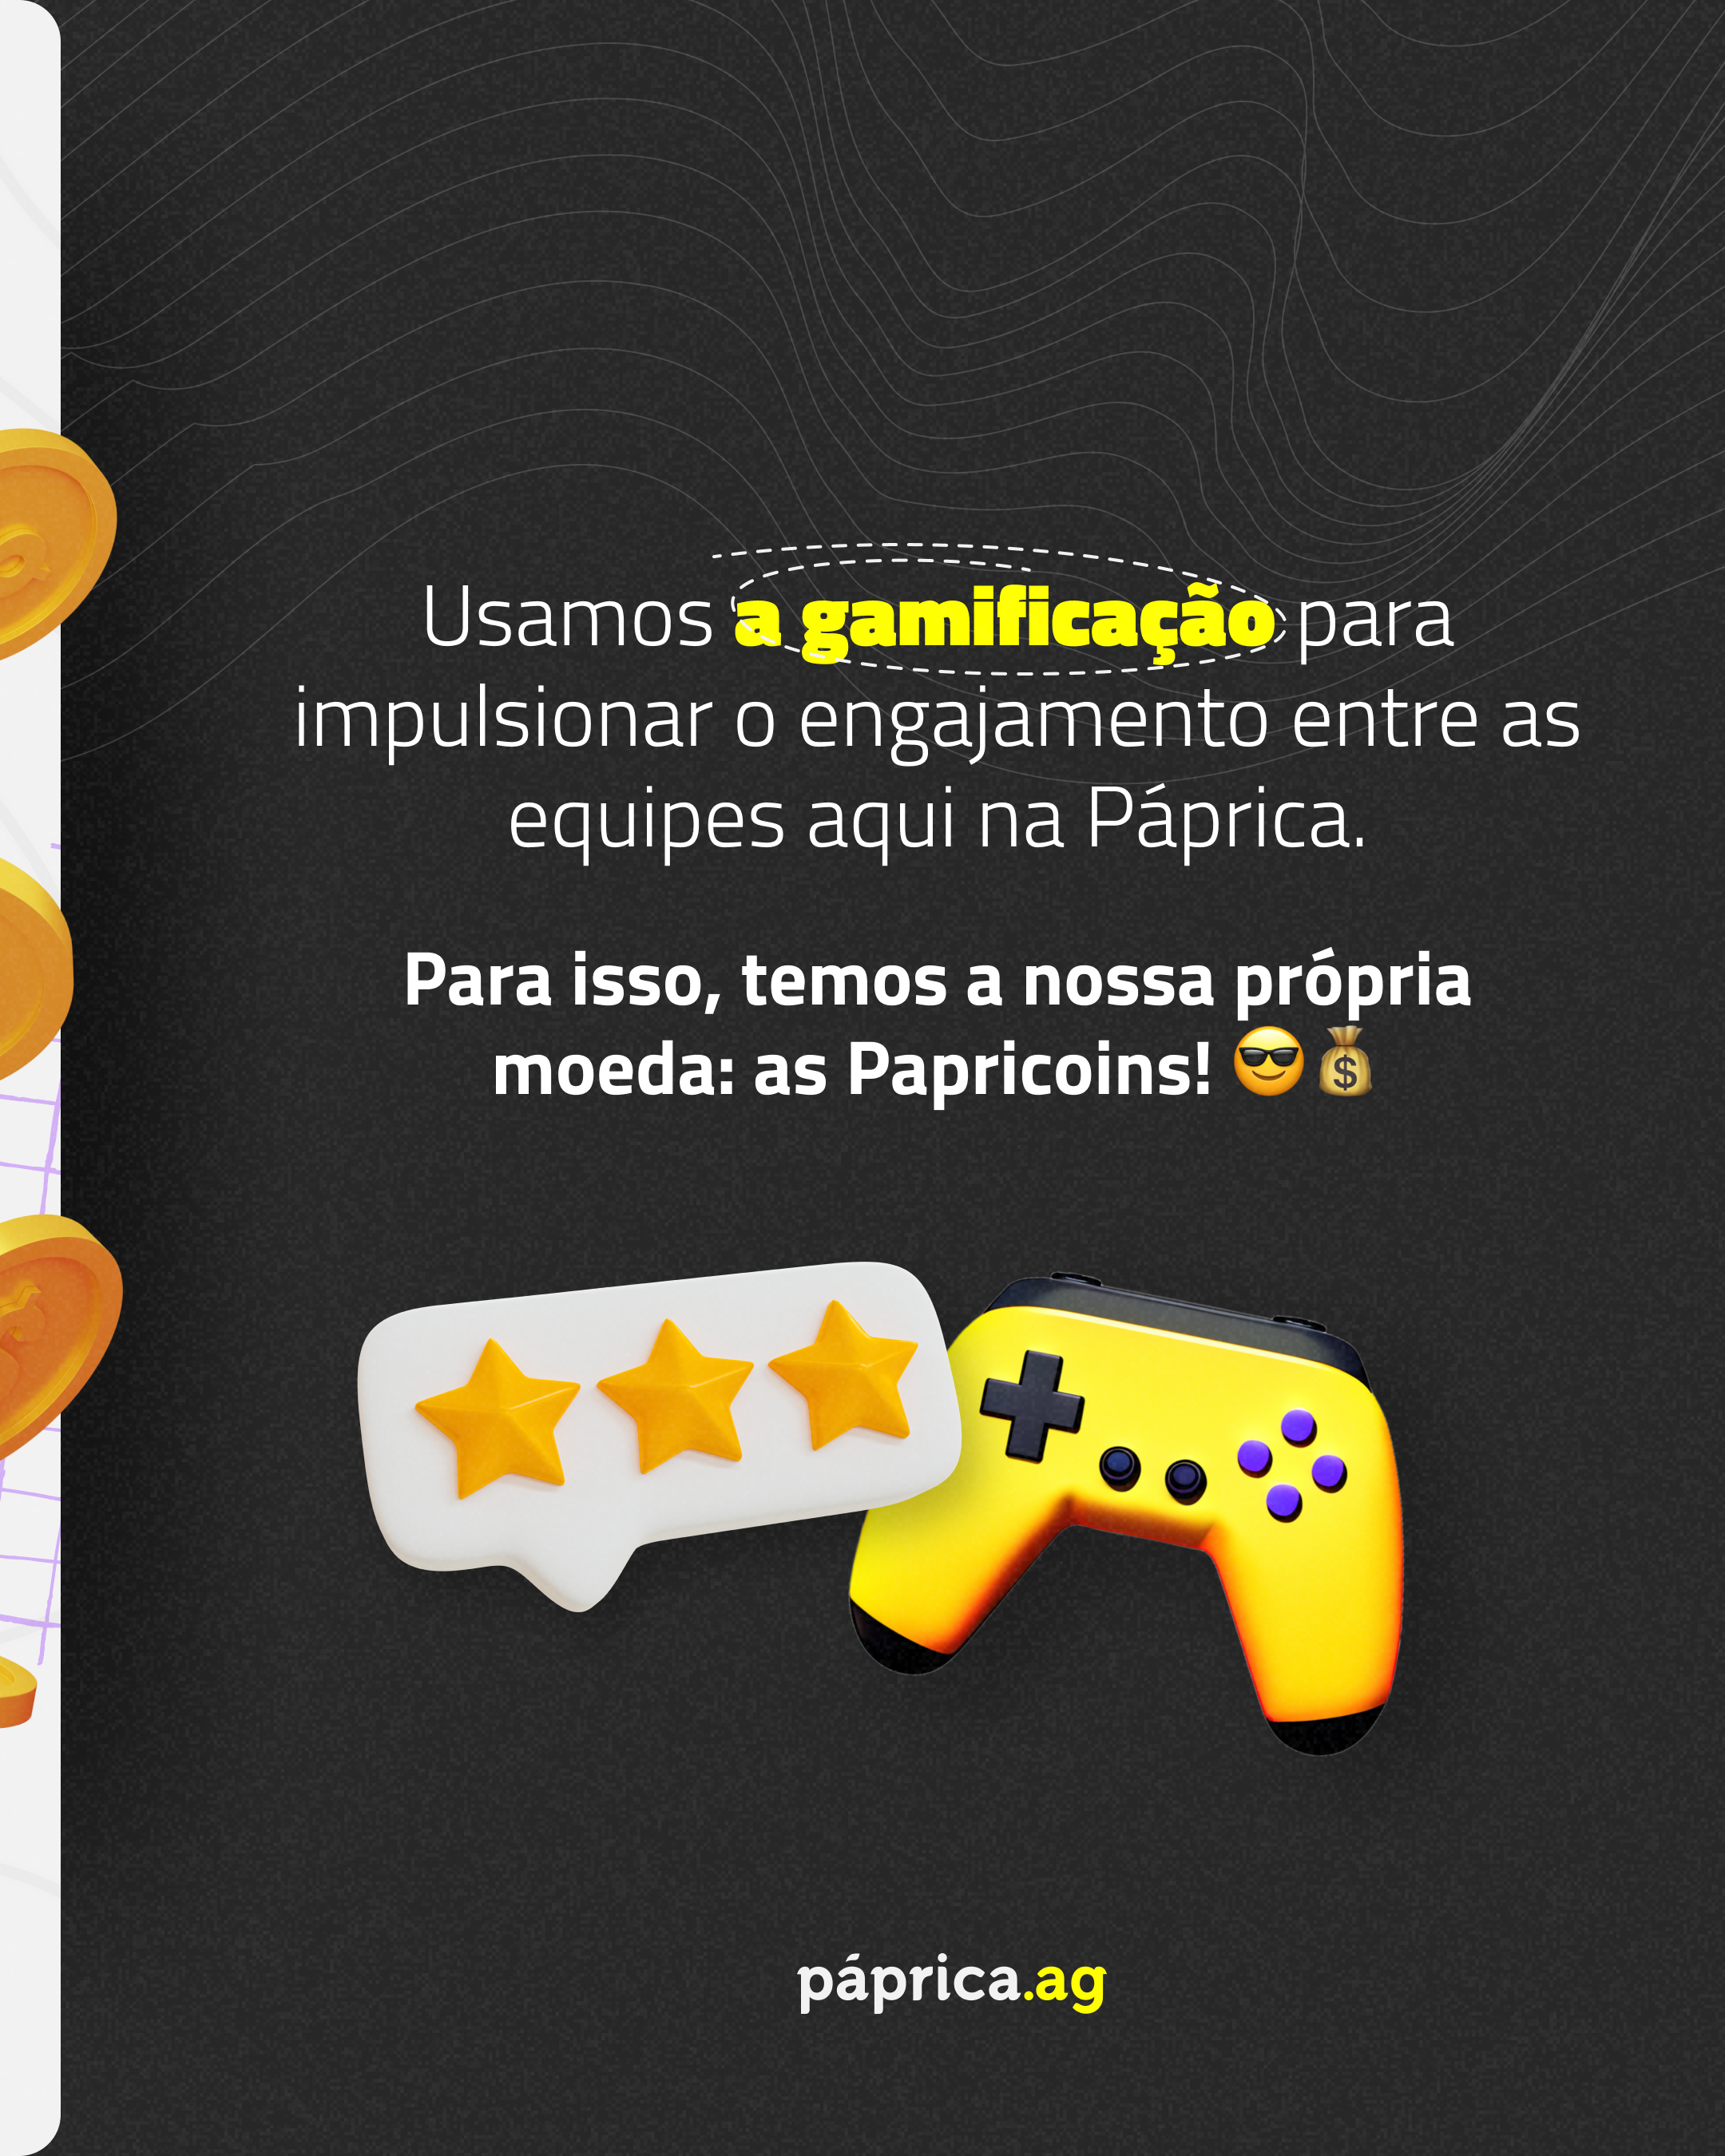 Usamos a gamificação para
impulsionar o engajamento entre as
equipes aqui na Páprica.
Para isso, temos a nossa própria
moeda: as Papricoins! 😎💰
páprica.ag